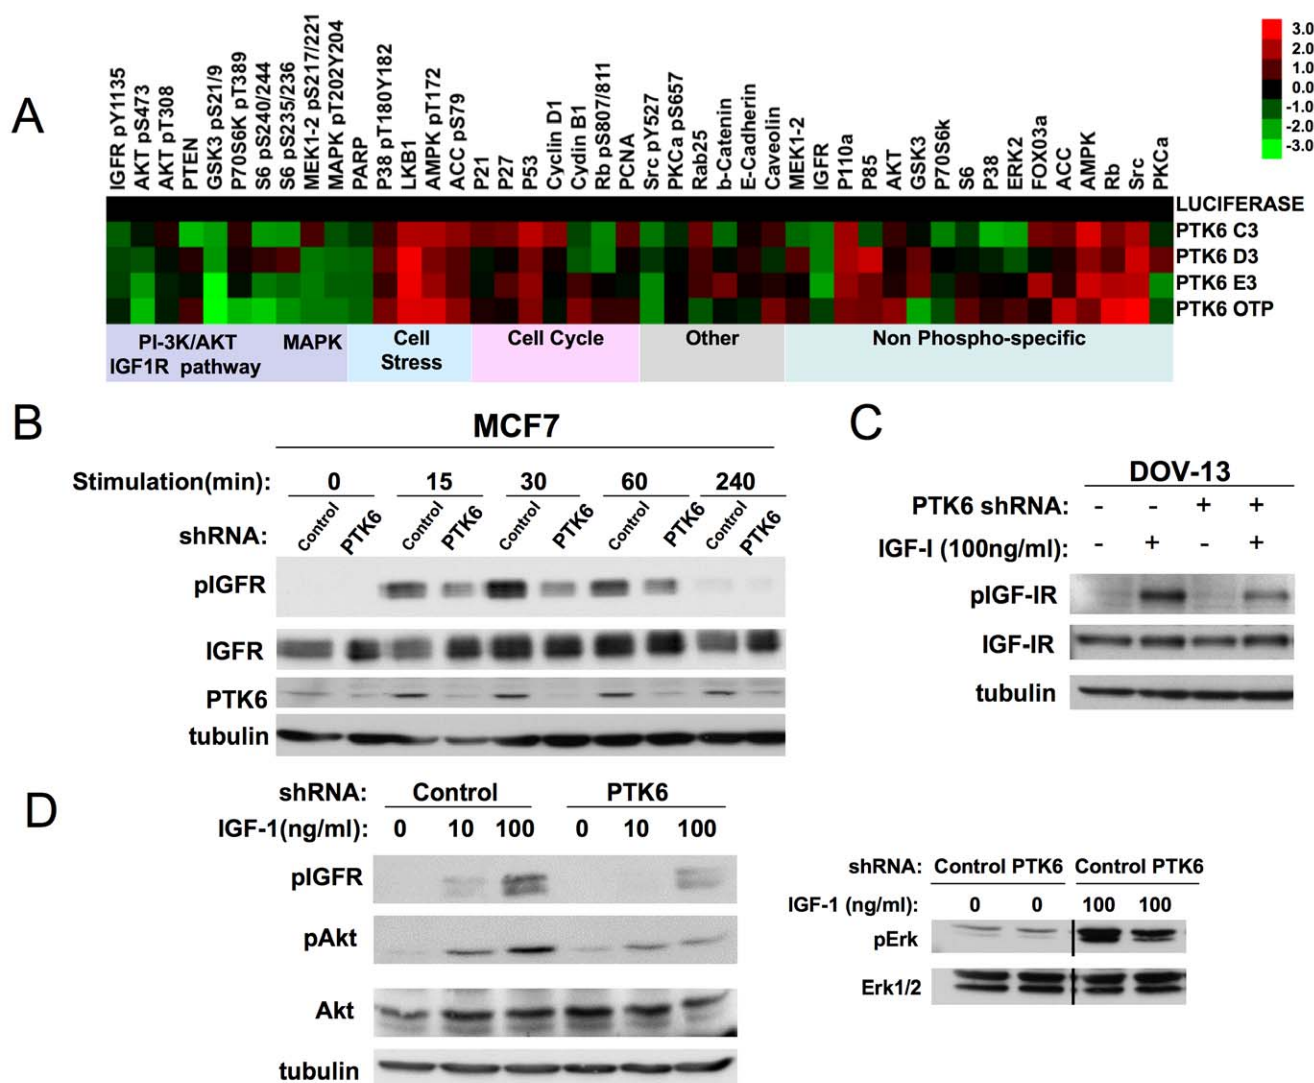 A
IGFR pY1135
AKT pS473
AKT pT308
PTEN
GSK3 pS21/9
P70S6K pT389
S6 pS240/244
S6 pS235/236
MEK1-2 pS217/221
MAPK pT202Y204
PARP
P38 pT180Y182
LKB1
AMPK pT172
ACC pS79
P21
P27
P53
Cyclin D1
Cyclin B1
Rb pS807/811
PCNA
Src pY527
PKCa pS657
Rab25
b-Catenin
E-Cadherin
Caveolin
MEK1-2
IGFR
P110a
P85
AKT
GSK3
P70S6k
S6
P38
ERK2
FOX03a
ACC
AMPK
Rb
Src
PKCa
3.0
2.0
1.0
0.0
-1.0
-2.0
-3.0
LUCIFERASE
PTK6 C3
PTK6 D3
PTK6 E3
PTK6 OTP
PI-3K/AKT
IGF1R pathway
MAPK
Cell
Stress
Cell Cycle
Other
Non Phospho-specific
B
MCF7
Stimulation(min): 0 15 30 60 240
shRNA: Control PTK6 Control PTK6 Control PTK6 Control PTK6 Control PTK6
pIGFR
IGFR
PTK6
tubulin
C
DOV-13
PTK6 shRNA: - - + +
IGF-I (100ng/ml): - + - +
pIGF-IR
IGF-IR
tubulin
D
shRNA: Control PTK6
IGF-1(ng/ml): 0 10 100 0 10 100
pIGFR
pAkt
Akt
tubulin
shRNA: Control PTK6 Control PTK6
IGF-1 (ng/ml): 0 0 100 100
pErk
Erk1/2